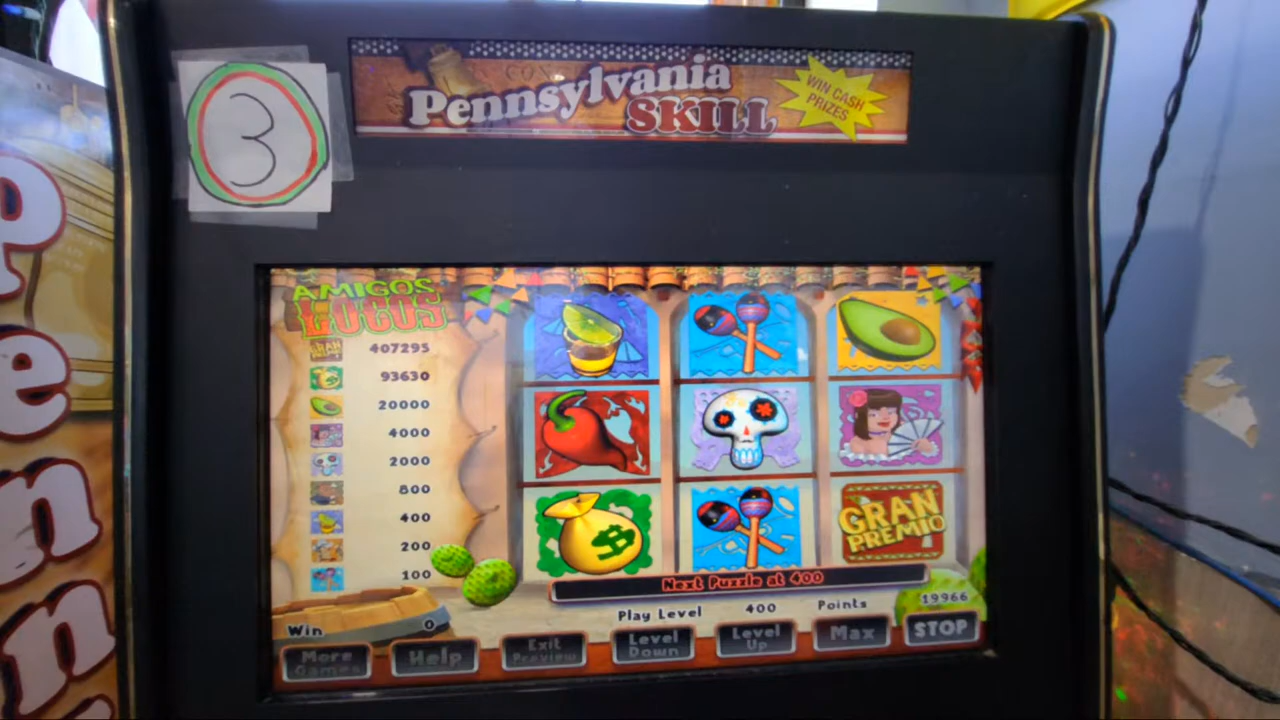 3
Pennsylvania
SKILL
WIN CASH
PRIZES
Penn
AMIGOS
LOCOS
GRAN
407295
93630
20000
4000
2000
800
400
200
100
GRAN
PREMIO
Next Puzzle at 400
Play Level 400 Points 19966
Win 0
More
Games
Help
Exit
Preview
Level
Down
Level
Up
Max
STOP